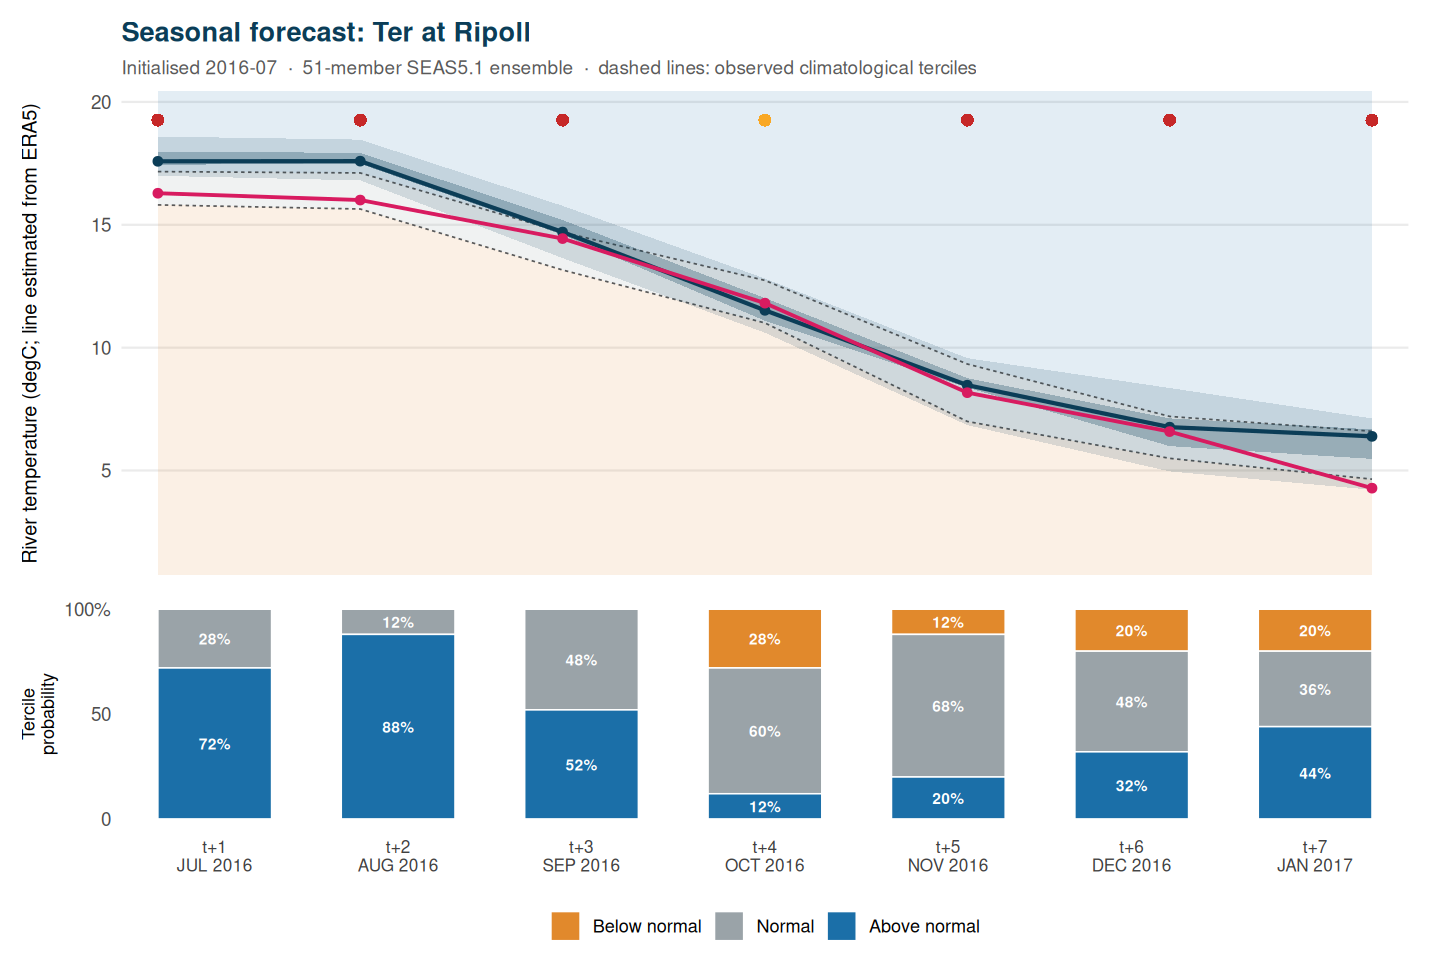 Seasonal forecast: Ter at Ripoll
Initialised 2016-07 · 51-member SEAS5.1 ensemble · dashed lines: observed climatological terciles
River temperature (degC; line estimated from ERA5)
20
15
10
5
Tercile
probability
100%
50
0
28%
72%
12%
88%
48%
52%
28%
60%
12%
12%
68%
20%
20%
48%
32%
20%
36%
44%
t+1
JUL 2016
t+2
AUG 2016
t+3
SEP 2016
t+4
OCT 2016
t+5
NOV 2016
t+6
DEC 2016
t+7
JAN 2017
Below normal
Normal
Above normal